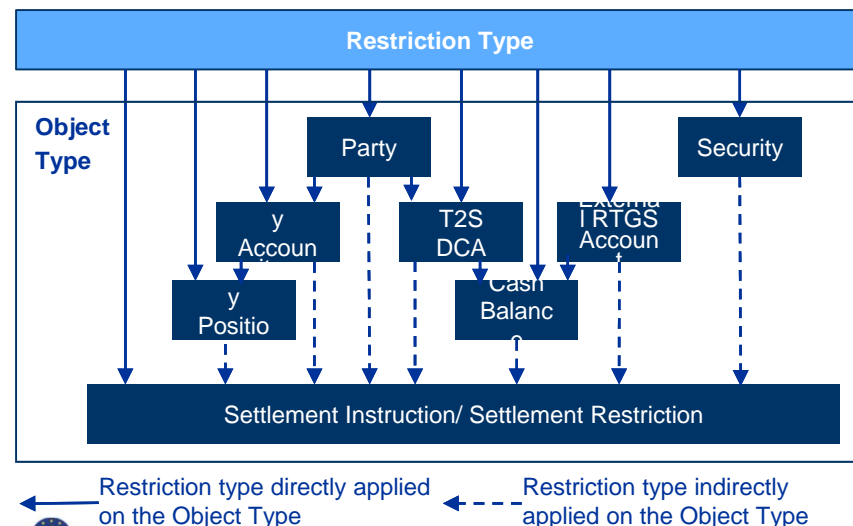 Restriction Type
Object
Type
Party
Security
y
Accoun
T2S
DCA
External
l RTGS
Accoun
t
y
Positio
Cash
Balanc
Settlement Instruction/ Settlement Restriction
Restriction type directly applied
on the Object Type
Restriction type indirectly
applied on the Object Type